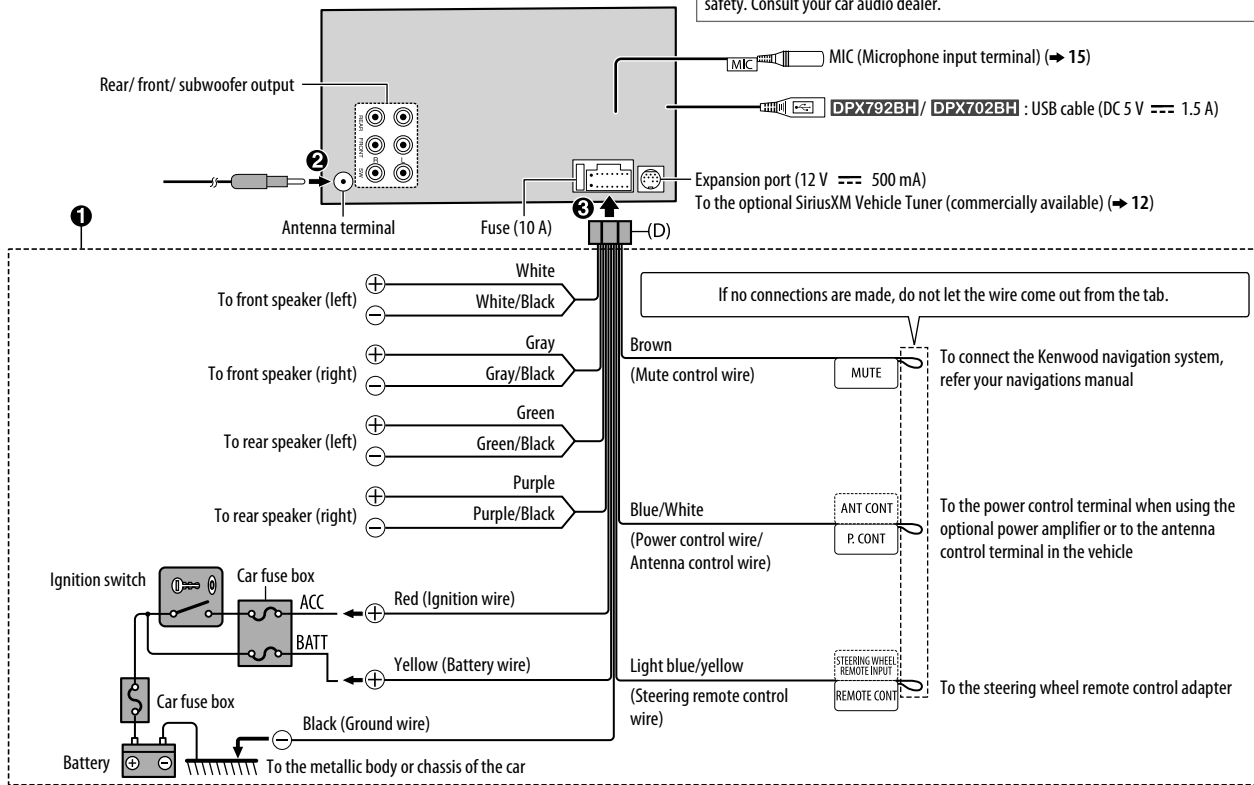 safety. Consult your car audio dealer.
MIC
MIC (Microphone input terminal) (➜ 15)
Rear/ front/ subwoofer output
REAR
FRONT
SW
R
L
DPX792BH/ DPX702BH : USB cable (DC 5 V ⎓ 1.5 A)
❷
Expansion port (12 V ⎓ 500 mA)
To the optional SiriusXM Vehicle Tuner (commercially available) (➜ 12)
❶
Antenna terminal
Fuse (10 A)
❸
(D)
White
To front speaker (left)
White/Black
If no connections are made, do not let the wire come out from the tab.
Gray
To front speaker (right)
Gray/Black
Brown
(Mute control wire)
MUTE
To connect the Kenwood navigation system,
refer your navigations manual
Green
To rear speaker (left)
Green/Black
Purple
To rear speaker (right)
Purple/Black
Blue/White
(Power control wire/
Antenna control wire)
ANT CONT
P. CONT
To the power control terminal when using the
optional power amplifier or to the antenna
control terminal in the vehicle
Ignition switch
Car fuse box
ACC
Red (Ignition wire)
BATT
Yellow (Battery wire)
Light blue/yellow
(Steering remote control
wire)
STEERING WHEEL
REMOTE INPUT
REMOTE CONT
To the steering wheel remote control adapter
Car fuse box
Black (Ground wire)
Battery
To the metallic body or chassis of the car